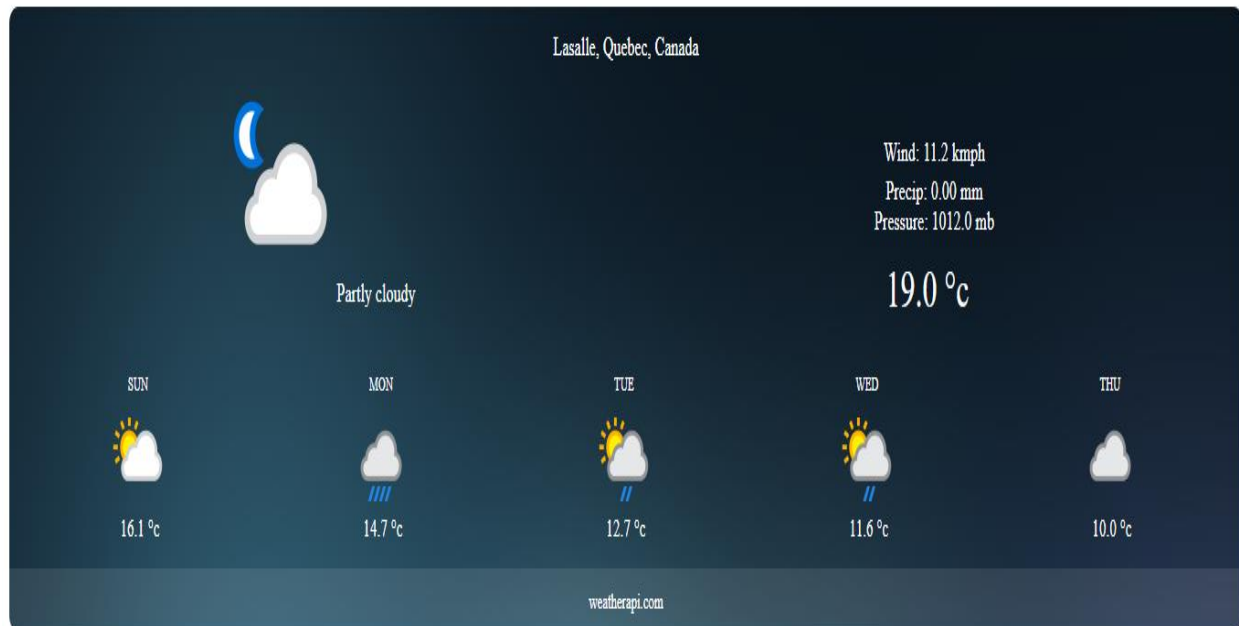 Lasalle, Quebec, Canada
Wind: 11.2 kmph
Precip: 0.00 mm
Pressure: 1012.0 mb
Partly cloudy
19.0 °c
SUN
MON
TUE
WED
THU
16.1 °c
14.7 °c
12.7 °c
11.6 °c
10.0 °c
weatherapi.com